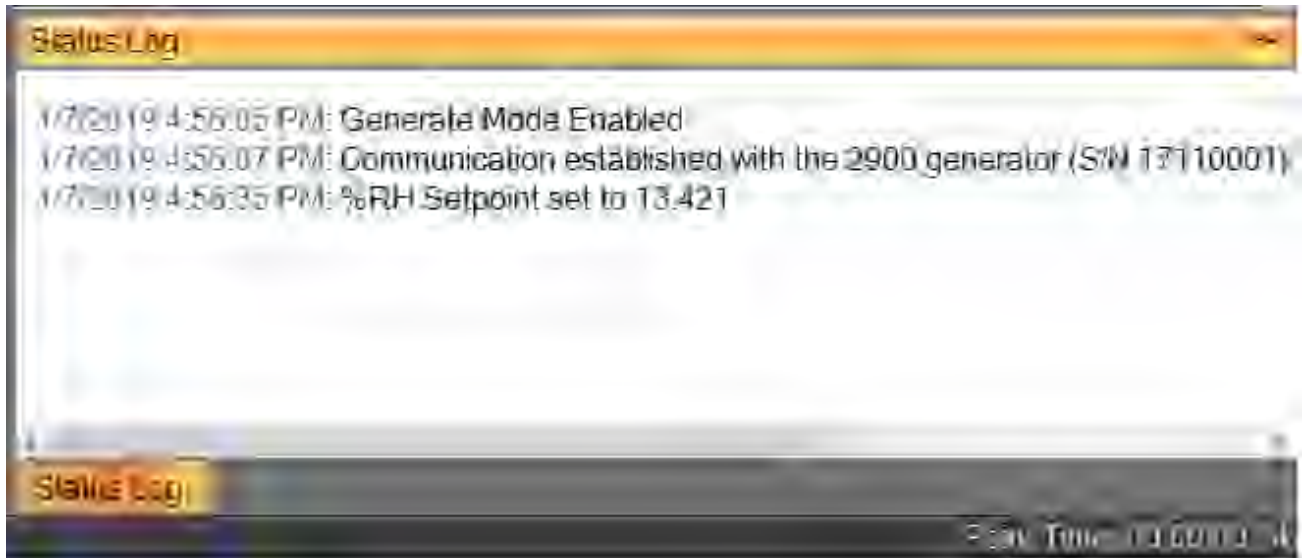 Status Log
1/7/2019 4:56:05 PM: Generate Mode Enabled
1/7/2019 4:56:07 PM: Communication established with the 2900 generator (S/N 17110001)
1/7/2019 4:56:35 PM: %RH Setpoint set to 13.421
Status Log
Time